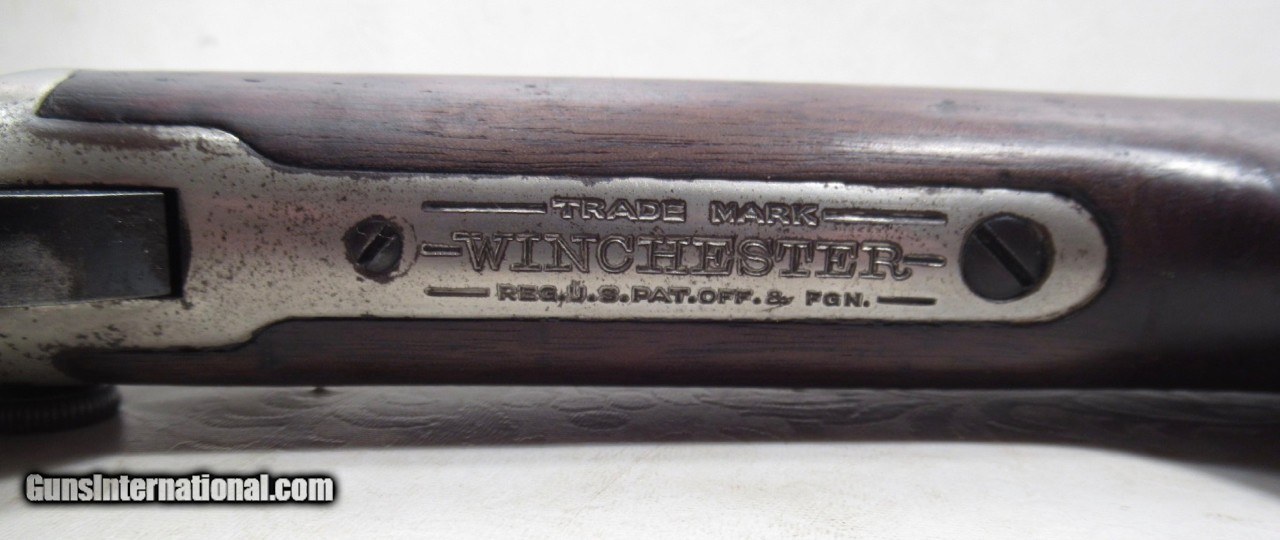 TRADE MARK
WINCHESTER
REG.U.S.PAT.OFF.& FGN.
GunsInternational.com